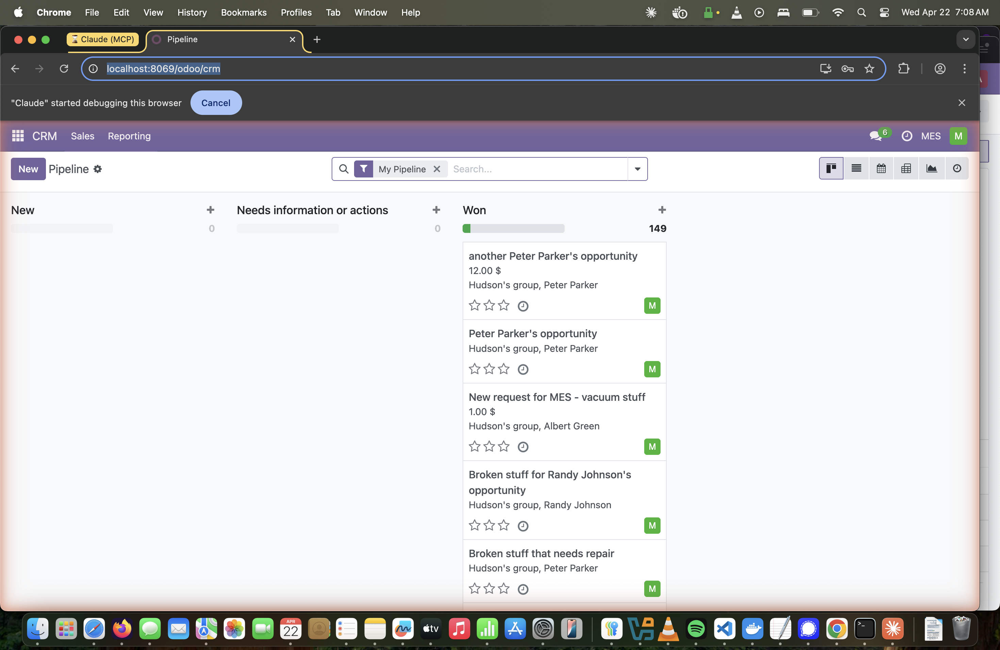 Chrome File Edit View History Bookmarks Profiles Tab Window Help Wed Apr 22 7:08 AM
Claude (MCP) Pipeline
localhost:8069/odoo/crm
"Claude" started debugging this browser Cancel
CRM Sales Reporting 6 MES M
New Pipeline My Pipeline Search...
New Needs information or actions Won
0 0 149
another Peter Parker's opportunity
12.00 $
Hudson's group, Peter Parker
M
Peter Parker's opportunity
Hudson's group, Peter Parker
M
New request for MES - vacuum stuff
1.00 $
Hudson's group, Albert Green
M
Broken stuff for Randy Johnson's
opportunity
Hudson's group, Randy Johnson
M
Broken stuff that needs repair
Hudson's group, Peter Parker
M
APR
22
tv